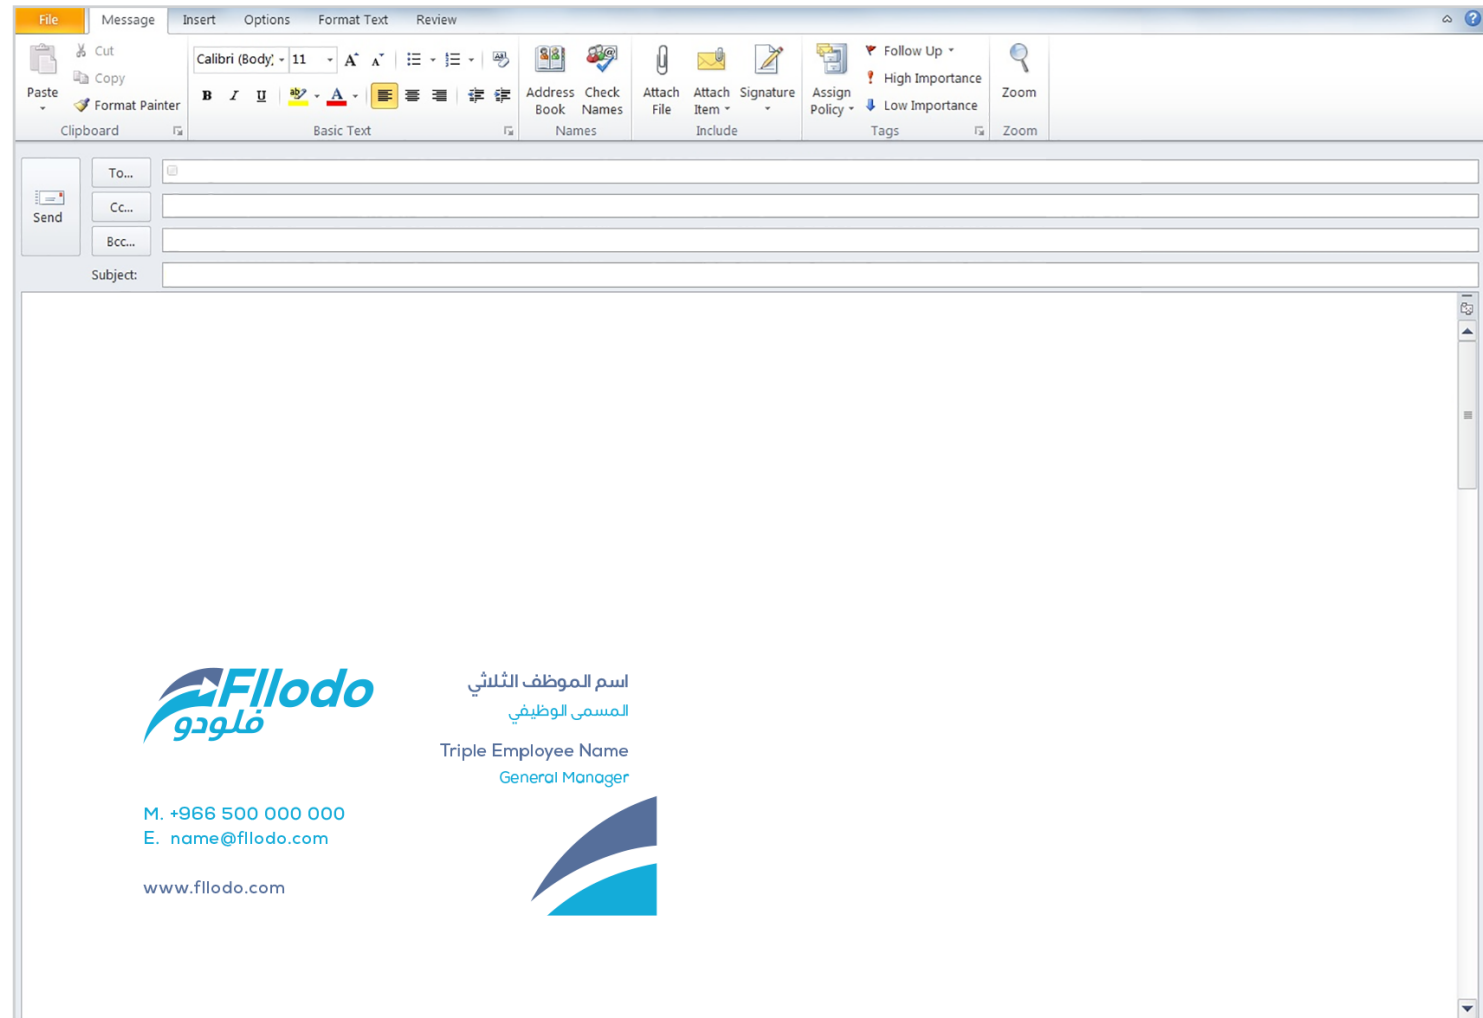 File Message Insert Options Format Text Review
Paste
Cut
Copy
Format Painter
Clipboard
Calibri (Body) 11
B I U
Basic Text
Address Book
Check Names
Names
Attach File
Attach Item
Signature
Include
Assign Policy
Follow Up
High Importance
Low Importance
Tags
Zoom
Zoom
Send
To...
Cc...
Bcc...
Subject:
Fllodo
فلودو
اسم الموظف الثلاثي
المسمى الوظيفي
Triple Employee Name
General Manager
M. +966 500 000 000
E. name@fllodo.com
www.fllodo.com